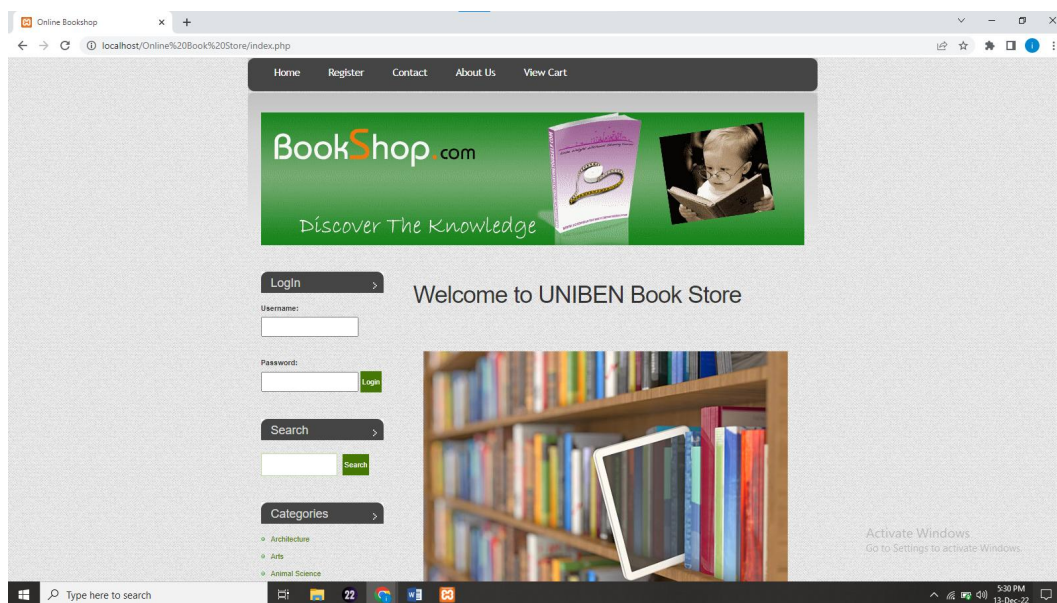 Online Bookshop
localhost/Online%20Book%20Store/index.php
Home Register Contact About Us View Cart
BookShop.com
Discover The Knowledge
LogIn
Username:
Password:
Login
Welcome to UNIBEN Book Store
Search
Search
Categories
Architecture
Arts
Animal Science
Activate Windows
Go to Settings to activate Windows.
Type here to search
22
5:30 PM
13-Dec-22